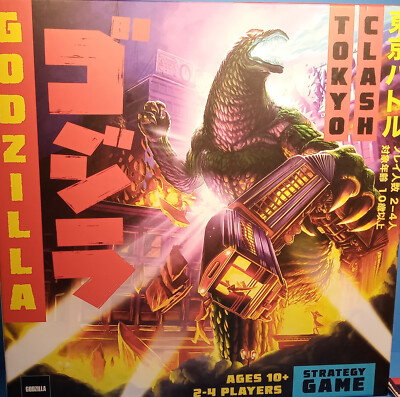 GODZILLA
ゴジラ
TOKYO
CLASH
東京バトル
プレイ人数 2~4人
対象年齢 10歳以上
AGES 10+
2-4 PLAYERS
STRATEGY
GAME
GODZILLA